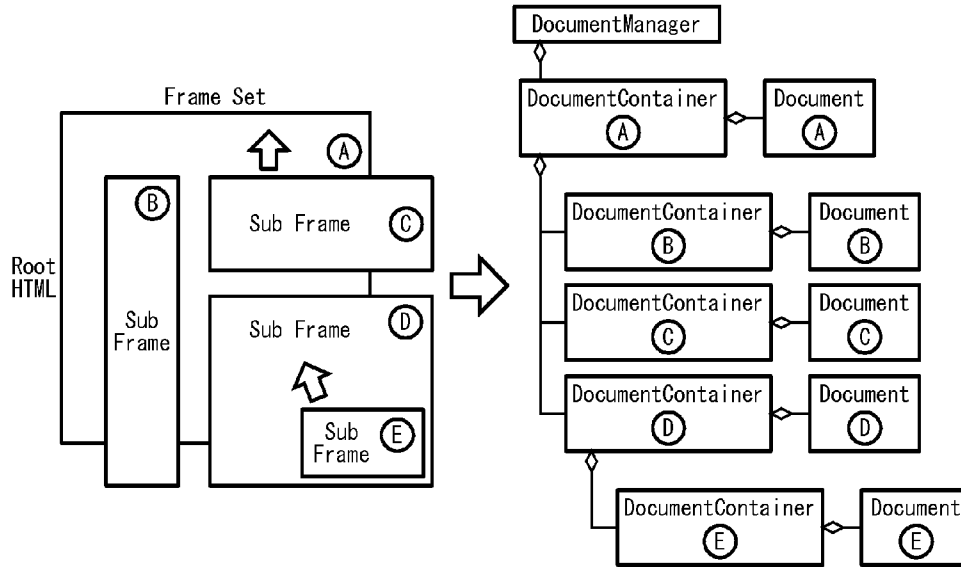 Frame Set
A
B
Sub Frame
C
Root
HTML
Sub
Frame
Sub Frame
D
Sub
Frame
E
DocumentManager
DocumentContainer
A
Document
A
DocumentContainer
B
Document
B
DocumentContainer
C
Document
C
DocumentContainer
D
Document
D
DocumentContainer
E
Document
E